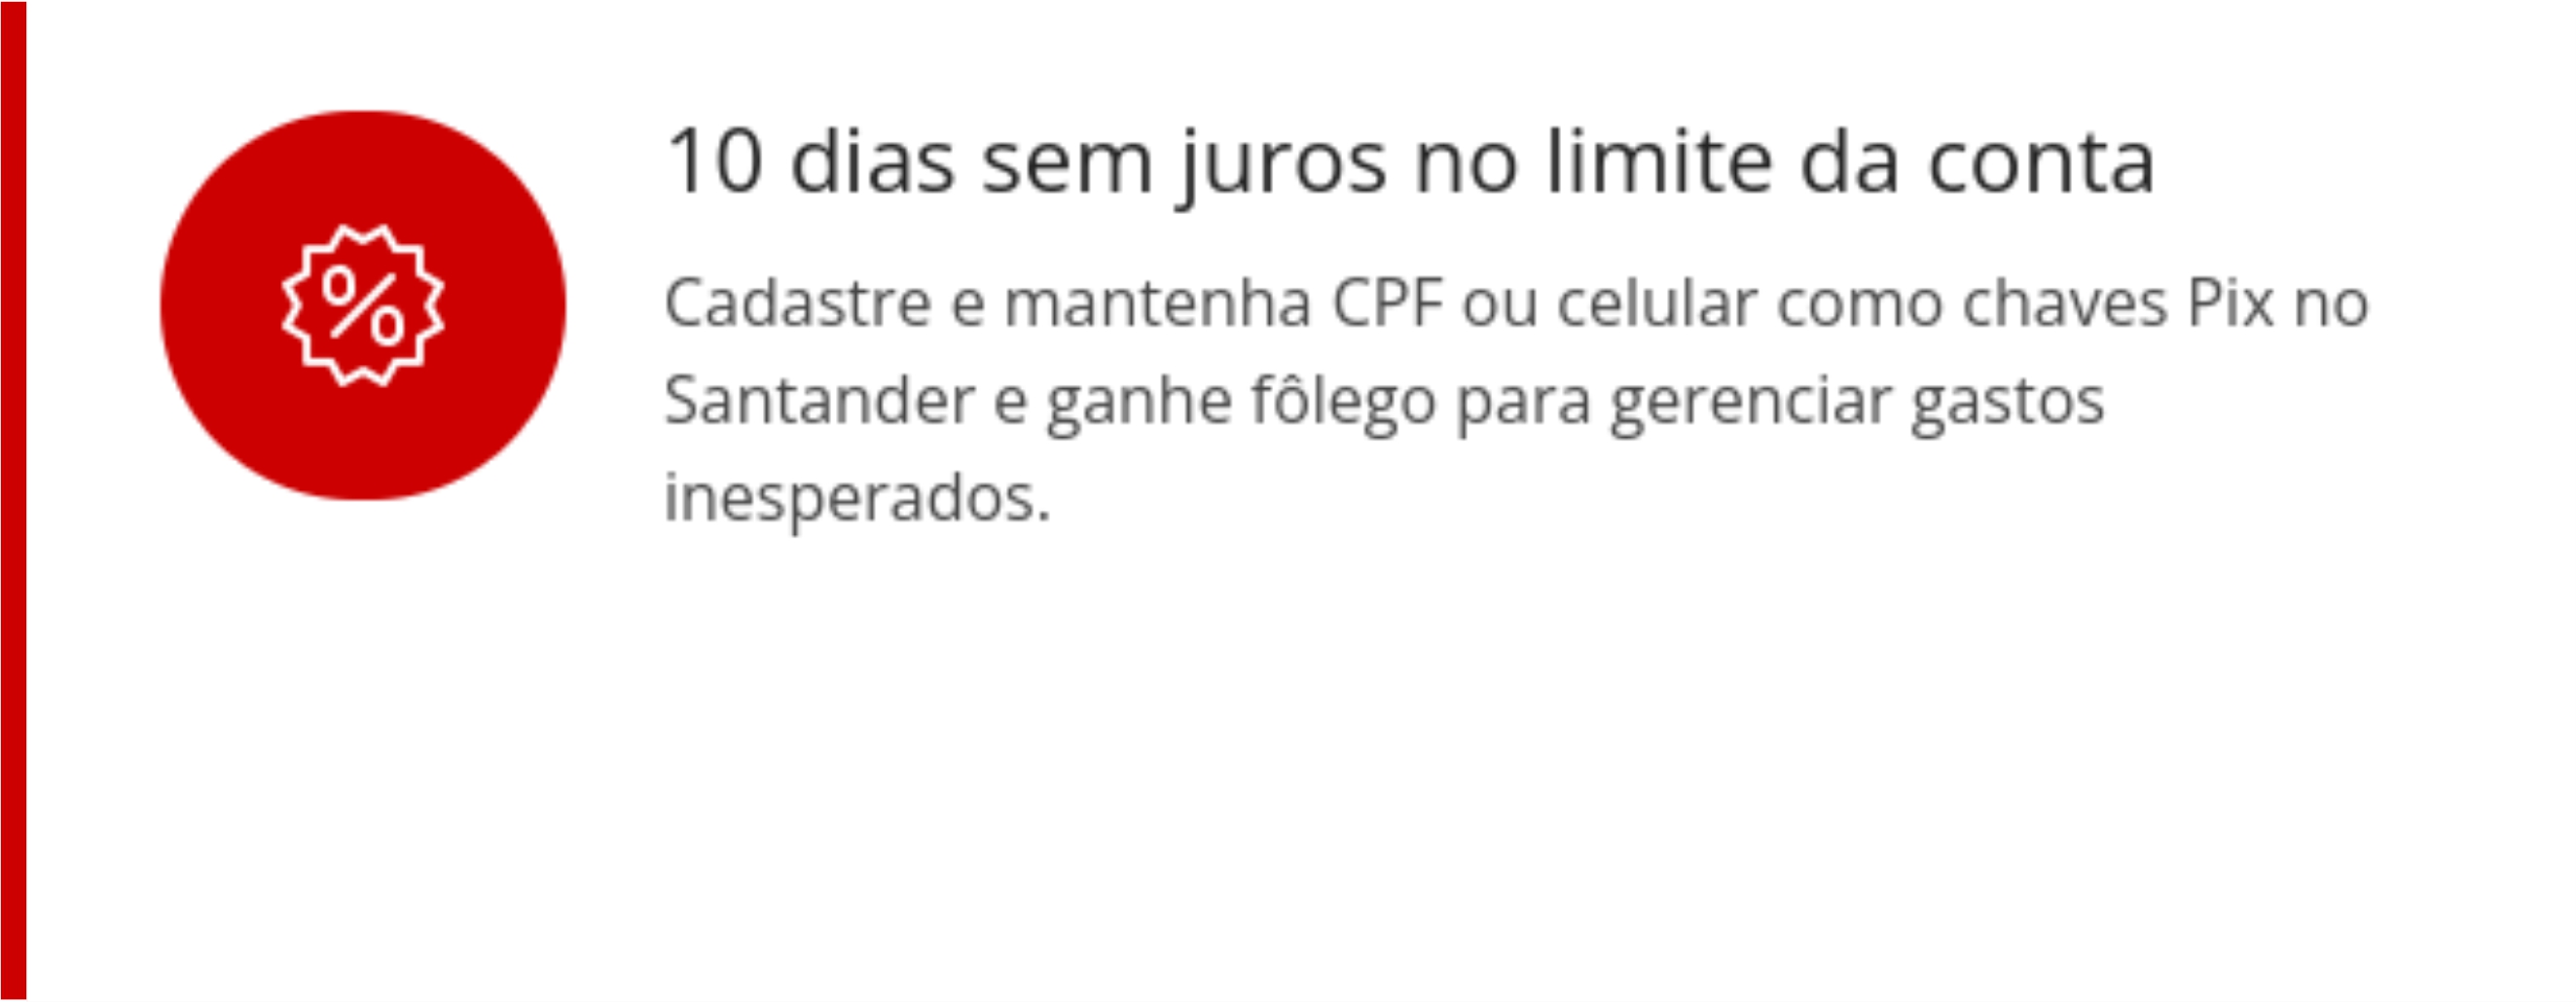 10 dias sem juros no limite da conta
Cadastre e mantenha CPF ou celular como chaves Pix no
Santander e ganhe fôlego para gerenciar gastos
inesperados.